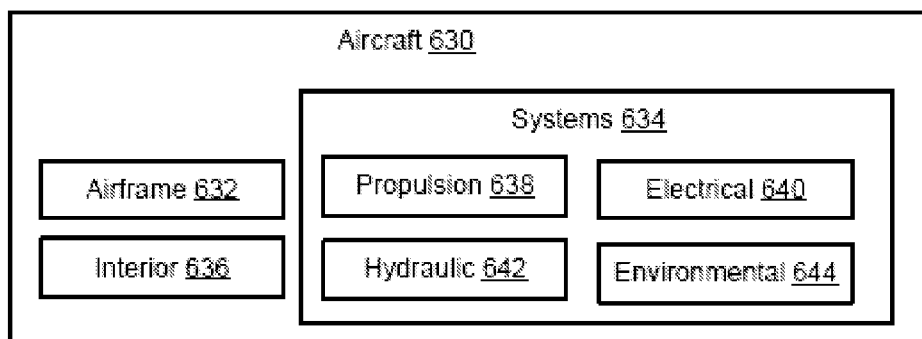 Aircraft 630
Systems 634
Airframe 632
Propulsion 638
Electrical 640
Interior 636
Hydraulic 642
Environmental 644